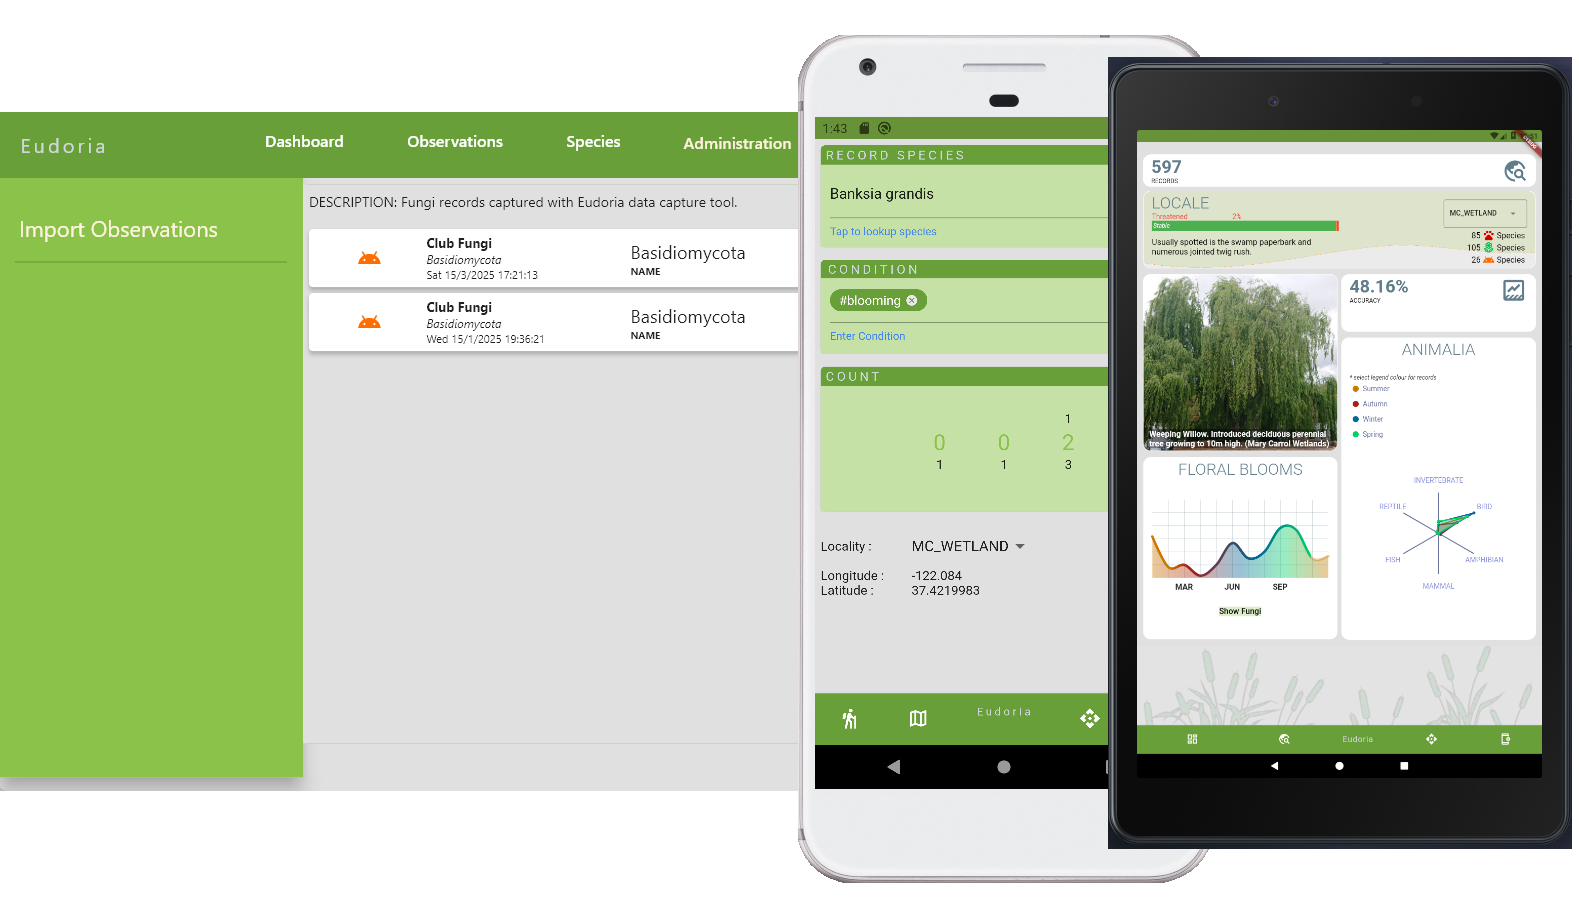 Eudoria
Dashboard
Observations
Species
Administration
Import Observations
DESCRIPTION: Fungi records captured with Eudoria data capture tool.
Club Fungi
Basidiomycota
Sat 15/3/2025 17:21:13
Basidiomycota
NAME
Club Fungi
Basidiomycota
Wed 15/1/2025 19:36:21
Basidiomycota
NAME
1:43
RECORD SPECIES
Banksia grandis
Tap to lookup species
CONDITION
#blooming
Enter Condition
COUNT
1
0 0 2
1 1 3
Locality : MC_WETLAND
Longitude : -122.084
Latitude : 37.4219983
Eudoria
597
RECORDS
LOCALE
Threatened 2%
Stable
MC_WETLAND
Usually spotted is the swamp paperbark and
numerous jointed twig rush.
85 Species
105 Species
26 Species
Weeping Willow. Introduced deciduous perennial
tree growing to 10m high. (Mary Carrol Wetlands)
48.16%
ACCURACY
FLORAL BLOOMS
MAR JUN SEP
Show Fungi
ANIMALIA
* select legend colour for records
Summer
Autumn
Winter
Spring
INVERTEBRATE
BIRD
AMPHIBIAN
MAMMAL
FISH
REPTILE
Eudoria